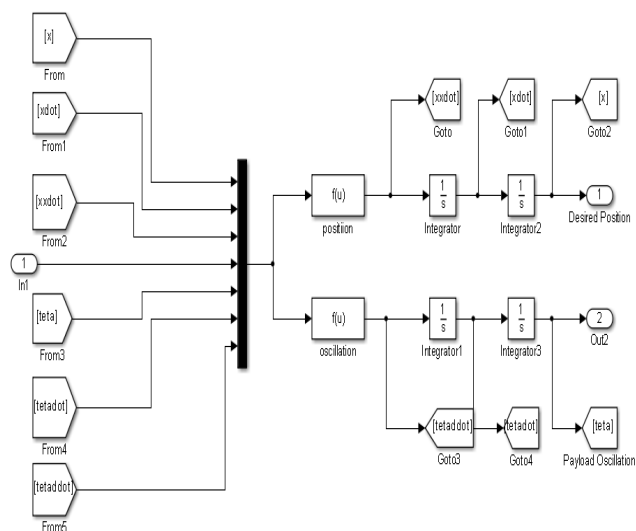 [x]
From
[xdot]
From1
[xxdot]
From2
1
In1
[teta]
From3
[tetadot]
From4
[tetaddot]
From5
f(u)
positiion
f(u)
oscillation
[xxdot]
Goto
[xdot]
Goto1
[x]
Goto2
1
s
Integrator
1
s
Integrator2
1
Desired Position
1
s
Integrator1
1
s
Integrator3
2
Out2
[tetaddot]
Goto3
[tetadot]
Goto4
[teta]
Payload Oscillation